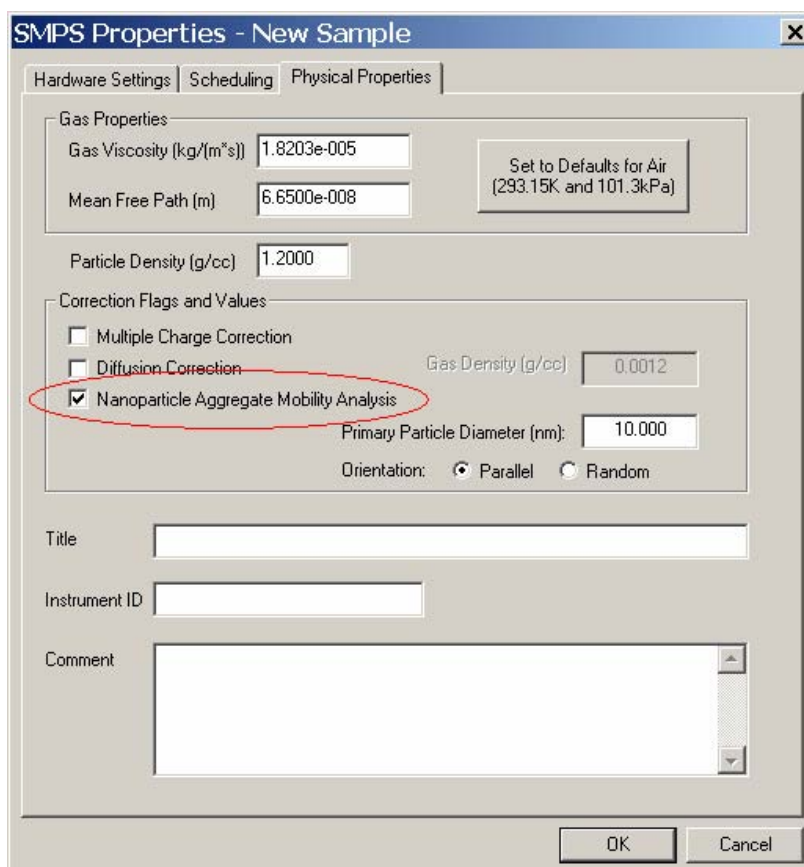 SMPS Properties - New Sample
Hardware Settings Scheduling Physical Properties
Gas Properties
Gas Viscosity (kg/(m*s)) 1.8203e-005
Mean Free Path (m) 6.6500e-008
Set to Defaults for Air
(293.15K and 101.3kPa)
Particle Density (g/cc) 1.2000
Correction Flags and Values
Multiple Charge Correction
Diffusion Correction
Gas Density (g/cc) 0.0012
Nanoparticle Aggregate Mobility Analysis
Primary Particle Diameter (nm): 10.000
Orientation: Parallel Random
Title
Instrument ID
Comment
OK Cancel